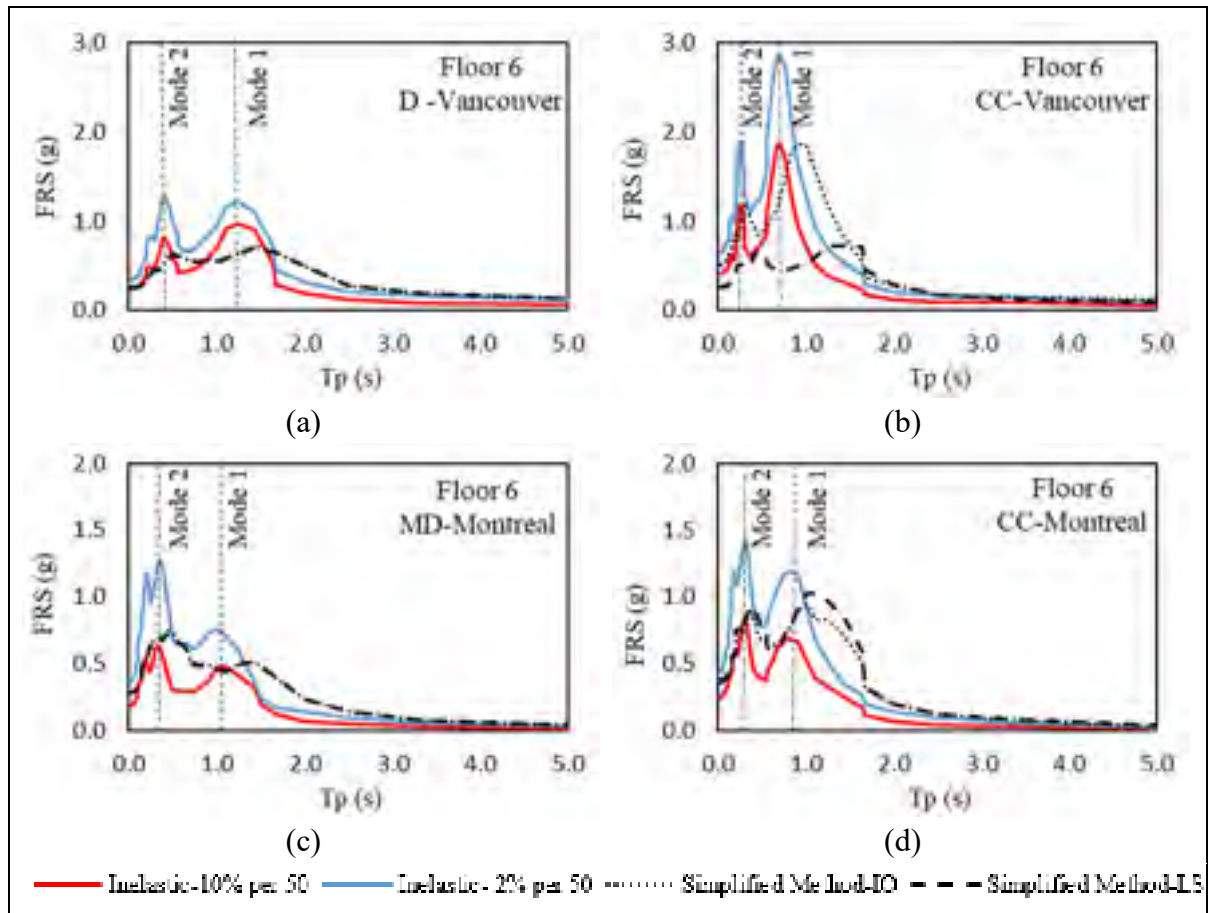 3.0
2.0
1.0
0.0
FRS (g)
Mode 2
Mode 1
Floor 6
D -Vancouver
0.0 1.0 2.0 3.0 4.0 5.0
Tp (s)
(a)
3.0
2.0
1.0
0.0
FRS (g)
Mode 2
Mode 1
Floor 6
CC-Vancouver
0.0 1.0 2.0 3.0 4.0 5.0
Tp (s)
(b)
2.0
1.5
1.0
0.5
0.0
FRS (g)
Mode 2
Mode 1
Floor 6
MD-Montreal
0.0 1.0 2.0 3.0 4.0 5.0
Tp (s)
(c)
2.0
1.5
1.0
0.5
0.0
FRS (g)
Mode 2
Mode 1
Floor 6
CC-Montreal
0.0 1.0 2.0 3.0 4.0 5.0
Tp (s)
(d)
Inelastic-10% per 50 Inelastic- 2% per 50 Simplified Method-IO Simplified Method-LS